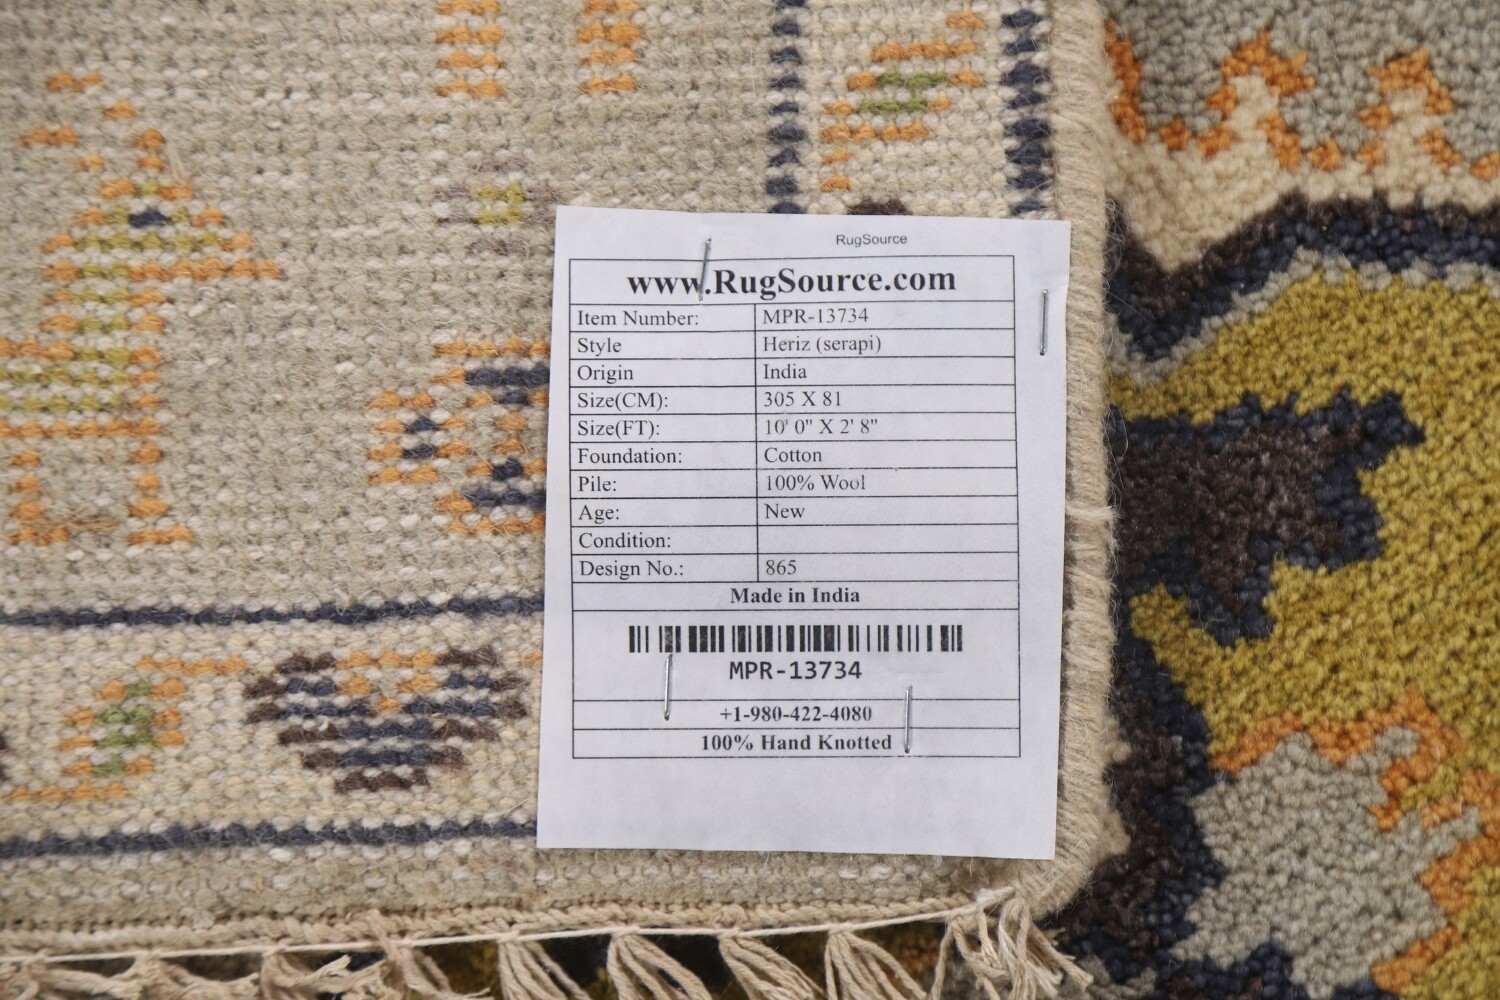 RugSource
www.RugSource.com
Item Number: MPR-13734
Style Heriz (serapi)
Origin India
Size(CM): 305 X 81
Size(FT): 10' 0" X 2' 8"
Foundation: Cotton
Pile: 100% Wool
Age: New
Condition:
Design No.: 865
Made in India
MPR-13734
+1-980-422-4080
100% Hand Knotted